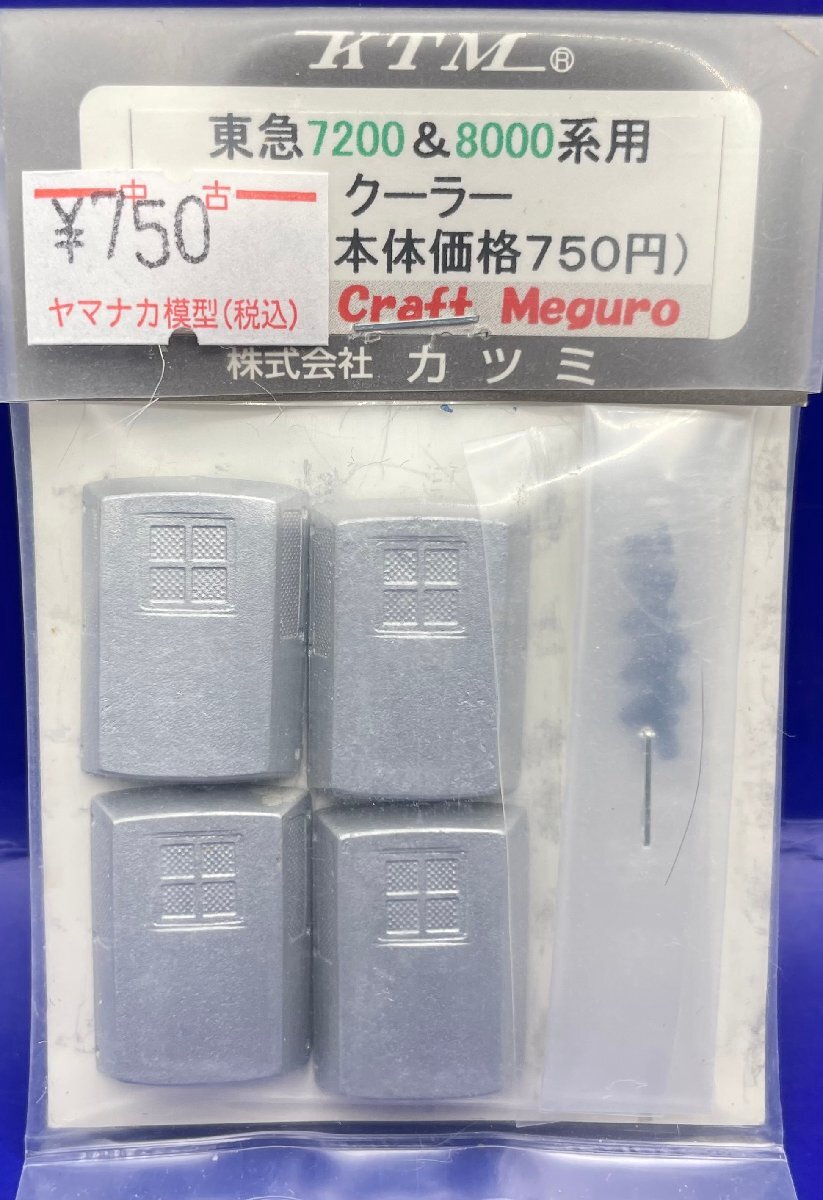 KTM®
東急7200&8000系用
クーラー
本体価格750円)
Craft Meguro
株式会社 カツミ
中古
¥750
ヤマナカ模型(税込)